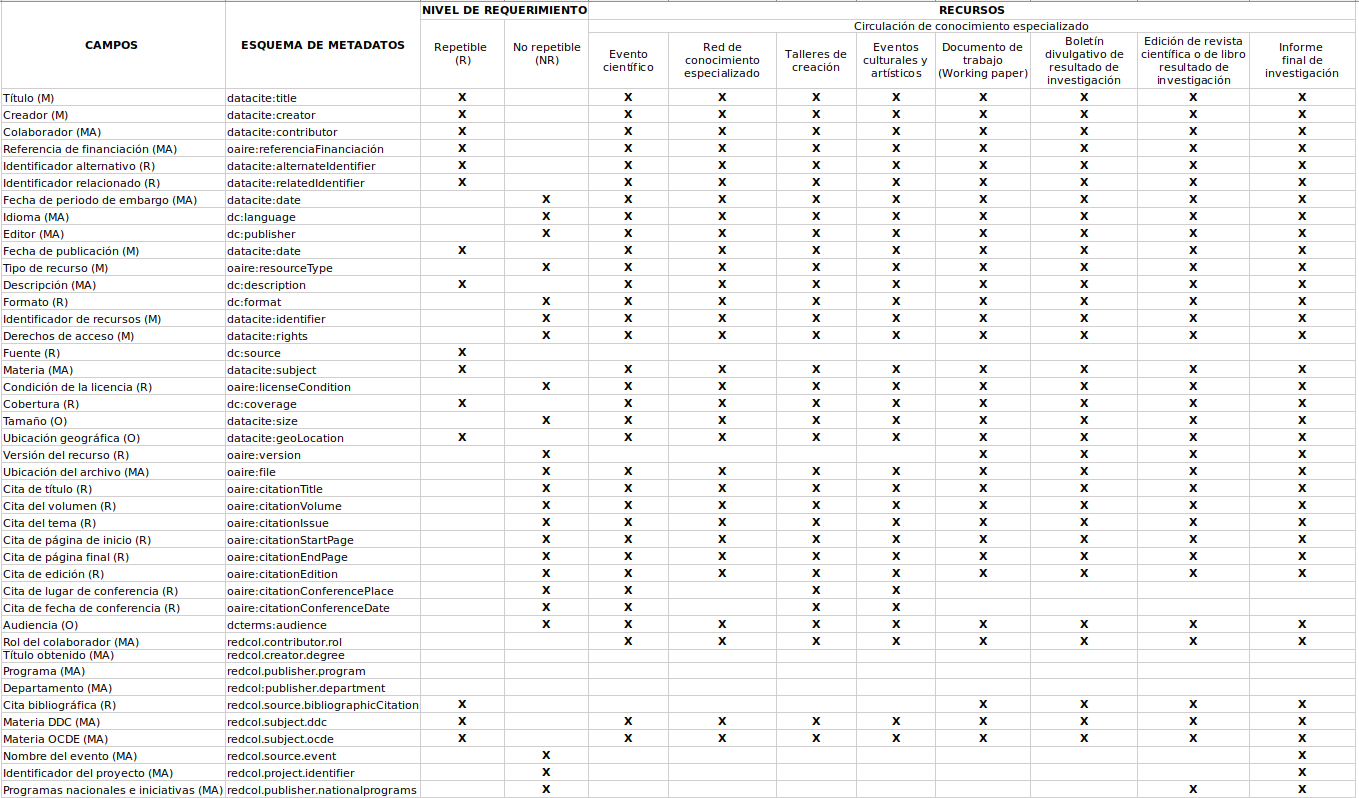 NIVEL DE REQUERIMIENTO RECURSOS
Circulación de conocimiento especializado
CAMPOS ESQUEMA DE METADATOS Repetible (R) No repetible (NR) Evento científico Red de conocimiento especializado Talleres de creación Eventos culturales y artísticos Documento de trabajo (Working paper) Boletín divulgativo de resultado de investigación Edición de revista científica o de libro resultado de investigación Informe final de investigación
Título (M) datacite:title X X X X X X X X X
Creador (M) datacite:creator X X X X X X X X X
Colaborador (MA) datacite:contributor X X X X X X X X X
Referencia de financiación (MA) oaire:referenciaFinanciación X X X X X X X X X
Identificador alternativo (R) datacite:alternateIdentifier X X X X X X X X X
Identificador relacionado (R) datacite:relatedIdentifier X X X X X X X X X
Fecha de periodo de embargo (MA) datacite:date X X X X X X X X X
Idioma (MA) dc:language X X X X X X X X X
Editor (MA) dc:publisher X X X X X X X X X
Fecha de publicación (M) datacite:date X X X X X X X X X
Tipo de recurso (M) oaire:resourceType X X X X X X X X X
Descripción (MA) dc:description X X X X X X X X X
Formato (R) dc:format X X X X X X X X X
Identificador de recursos (M) datacite:identifier X X X X X X X X X
Derechos de acceso (M) datacite:rights X X X X X X X X X
Fuente (R) dc:source X
Materia (MA) datacite:subject X X X X X X X X X
Condición de la licencia (R) oaire:licenseCondition X X X X X X X X X
Cobertura (R) dc:coverage X X X X X X X X X
Tamaño (O) datacite:size X X X X X X X X X
Ubicación geográfica (O) datacite:geoLocation X X X X X X X X X
Versión del recurso (R) oaire:version X X X X X
Ubicación del archivo (MA) oaire:file X X X X X X X X X
Cita de título (R) oaire:citationTitle X X X X X X X X X
Cita del volumen (R) oaire:citationVolume X X X X X X X X X
Cita del tema (R) oaire:citationIssue X X X X X X X X X
Cita de página de inicio (R) oaire:citationStartPage X X X X X X X X X
Cita de página final (R) oaire:citationEndPage X X X X X X X X X
Cita de edición (R) oaire:citationEdition X X X X X X X X X
Cita de lugar de conferencia (R) oaire:citationConferencePlace X X X X
Cita de fecha de conferencia (R) oaire:citationConferenceDate X X X X
Audiencia (O) dcterms:audience X X X X X X X X X
Rol del colaborador (MA) redcol.contributor.rol X X X X X X X X
Título obtenido (MA) redcol.creator.degree
Programa (MA) redcol.publisher.program
Departamento (MA) redcol:publisher.department
Cita bibliográfica (R) redcol.source.bibliographicCitation X X X X X
Materia DDC (MA) redcol.subject.ddc X X X X X X X X X
Materia OCDE (MA) redcol.subject.ocde X X X X X X X X X
Nombre del evento (MA) redcol.source.event X X
Identificador del proyecto (MA) redcol.project.identifier X X
Programas nacionales e iniciativas (MA) redcol.publisher.nationalprograms X X X